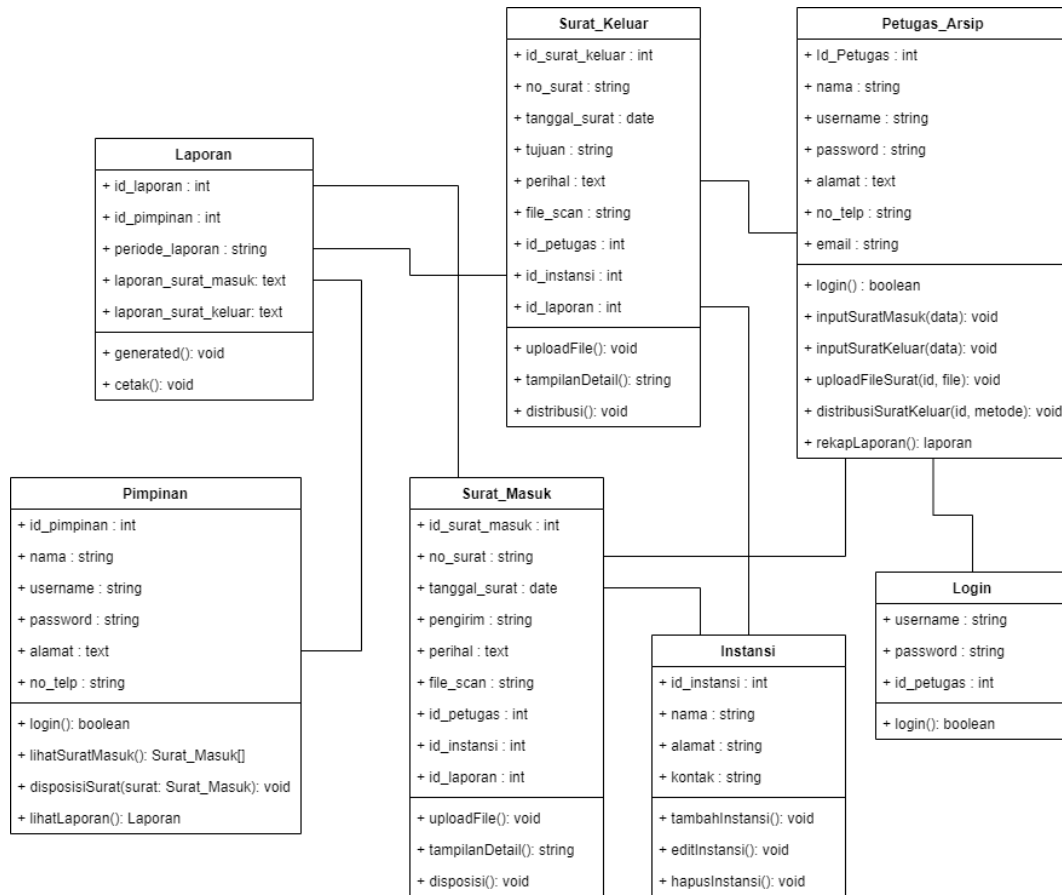 Surat_Keluar
+ id_surat_keluar : int
+ no_surat : string
+ tanggal_surat : date
+ tujuan : string
+ perihal : text
+ file_scan : string
+ id_petugas : int
+ id_instansi : int
+ id_laporan : int
+ uploadFile(): void
+ tampilanDetail(): string
+ distribusi(): void
Petugas_Arsip
+ Id_Petugas : int
+ nama : string
+ username : string
+ password : string
+ alamat : text
+ no_telp : string
+ email : string
+ login() : boolean
+ inputSuratMasuk(data): void
+ inputSuratKeluar(data): void
+ uploadFileSurat(id, file): void
+ distribusiSuratKeluar(id, metode): void
+ rekapLaporan(): laporan
Laporan
+ id_laporan : int
+ id_pimpinan : int
+ periode_laporan : string
+ laporan_surat_masuk: text
+ laporan_surat_keluar: text
+ generated(): void
+ cetak(): void
Pimpinan
+ id_pimpinan : int
+ nama : string
+ username : string
+ password : string
+ alamat : text
+ no_telp : string
+ login(): boolean
+ lihatSuratMasuk(): Surat_Masuk[]
+ disposisiSurat(surat: Surat_Masuk): void
+ lihatLaporan(): Laporan
Surat_Masuk
+ id_surat_masuk : int
+ no_surat : string
+ tanggal_surat : date
+ pengirim : string
+ perihal : text
+ file_scan : string
+ id_petugas : int
+ id_instansi : int
+ id_laporan : int
+ uploadFile(): void
+ tampilanDetail(): string
+ disposisi(): void
Instansi
+ id_instansi : int
+ nama : string
+ alamat : string
+ kontak : string
+ tambahInstansi(): void
+ editInstansi(): void
+ hapusInstansi(): void
Login
+ username : string
+ password : string
+ id_petugas : int
+ login(): boolean